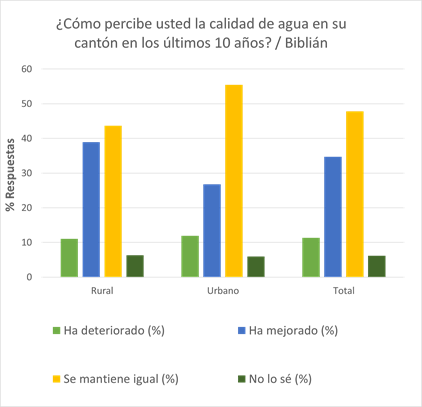 ¿Cómo percibe usted la calidad de agua en su
cantón en los últimos 10 años? / Biblián
60
50
40
30
20
10
0
% Respuestas
Rural
Urbano
Total
Ha deteriorado (%)
Ha mejorado (%)
Se mantiene igual (%)
No lo sé (%)